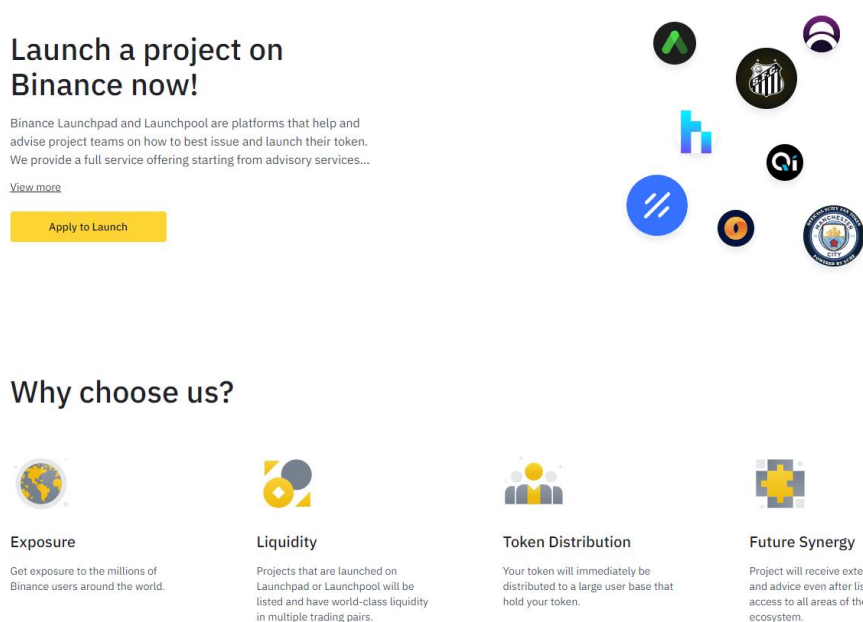 Launch a project on
Binance now!
Binance Launchpad and Launchpool are platforms that help and
advise project teams on how to best issue and launch their token.
We provide a full service offering starting from advisory services...
View more
Apply to Launch
S.F.C
Qi
MANCHESTER
CITY
Why choose us?
Exposure
Get exposure to the millions of
Binance users around the world.
Liquidity
Projects that are launched on
Launchpad or Launchpool will be
listed and have world-class liquidity
in multiple trading pairs.
Token Distribution
Your token will immediately be
distributed to a large user base that
hold your token.
Future Synergy
Project will receive exte
and advice even after lis
access to all areas of the
ecosystem.